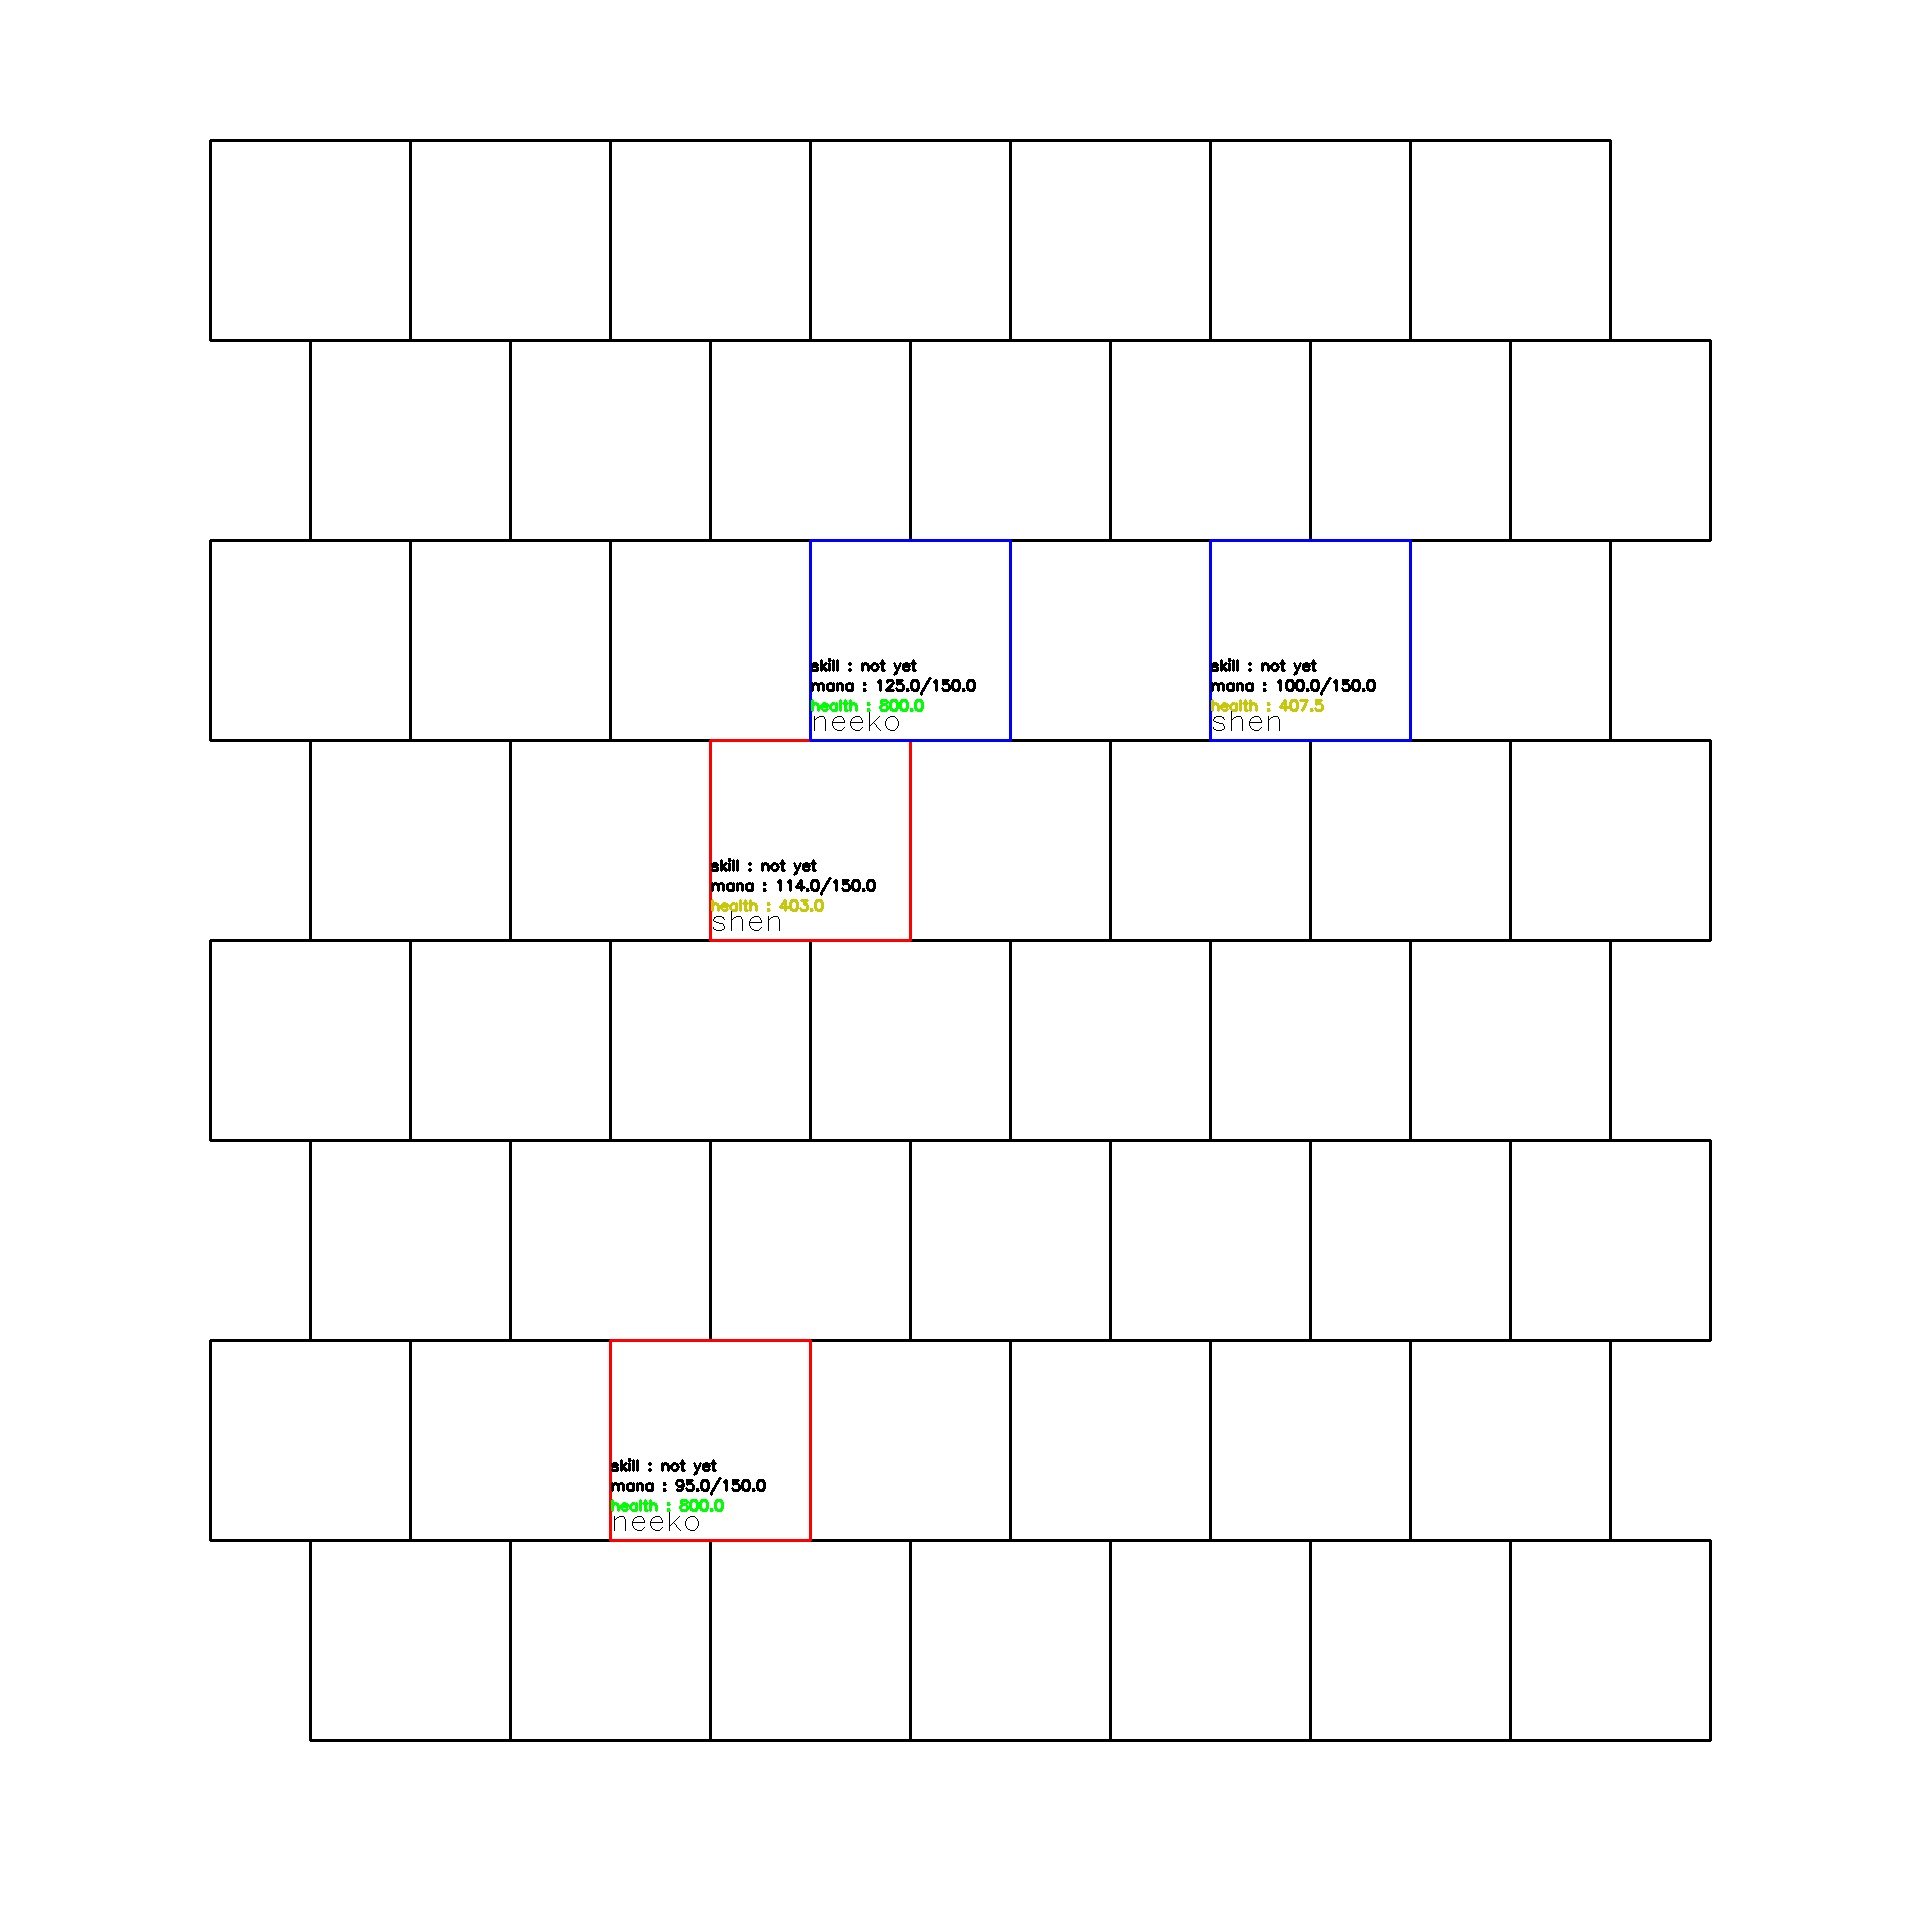 skill : not yet
mana : 125.0/150.0
health : 800.0
neeko
skill : not yet
mana : 100.0/150.0
health : 407.5
shen
skill : not yet
mana : 114.0/150.0
health : 403.0
shen
skill : not yet
mana : 95.0/150.0
health : 800.0
neeko